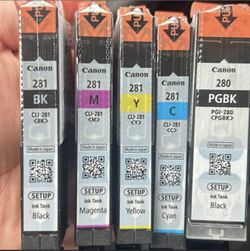 Canon
281
BK
CLI-281
<BK>
Made in Japan
SETUP
Ink Tank
Black
Canon
281
M
CLI-281
<M>
Made in Japan
SETUP
Ink Tank
Magenta
Canon
281
Y
CLI-281
<Y>
Made in Japan
SETUP
Ink Tank
Yellow
Canon
281
C
CLI-281
<C>
Made in Japan
SETUP
Ink Tank
Cyan
Canon
280
PGBK
PGI-280
<PGBK>
Made in Japan
SETUP
Ink Tank
Black